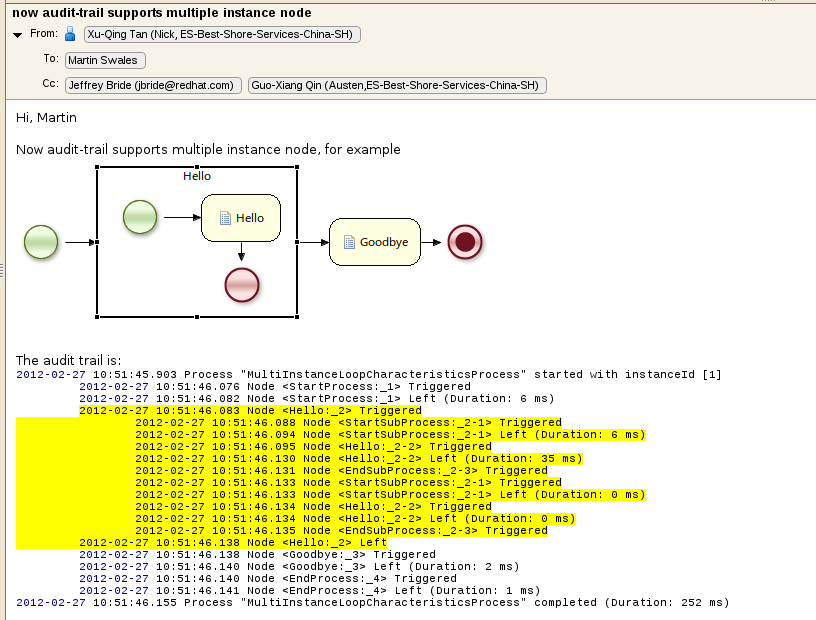 now audit-trail supports multiple instance node
From: Xu-Qing Tan (Nick, ES-Best-Shore-Services-China-SH)
To: Martin Swales
Cc: Jeffrey Bride (jbride@redhat.com) Guo-Xiang Qin (Austen,ES-Best-Shore-Services-China-SH)
Hi, Martin
Now audit-trail supports multiple instance node, for example
Hello
Hello
Goodbye
The audit trail is:
2012-02-27 10:51:45.903 Process "MultiInstanceLoopCharacteristicsProcess" started with instanceId [1]
2012-02-27 10:51:46.076 Node <StartProcess:_1> Triggered
2012-02-27 10:51:46.082 Node <StartProcess:_1> Left (Duration: 6 ms)
2012-02-27 10:51:46.083 Node <Hello:_2> Triggered
2012-02-27 10:51:46.088 Node <StartSubProcess:_2-1> Triggered
2012-02-27 10:51:46.094 Node <StartSubProcess:_2-1> Left (Duration: 6 ms)
2012-02-27 10:51:46.095 Node <Hello:_2-2> Triggered
2012-02-27 10:51:46.130 Node <Hello:_2-2> Left (Duration: 35 ms)
2012-02-27 10:51:46.131 Node <EndSubProcess:_2-3> Triggered
2012-02-27 10:51:46.133 Node <StartSubProcess:_2-1> Triggered
2012-02-27 10:51:46.133 Node <StartSubProcess:_2-1> Left (Duration: 0 ms)
2012-02-27 10:51:46.134 Node <Hello:_2-2> Triggered
2012-02-27 10:51:46.134 Node <Hello:_2-2> Left (Duration: 0 ms)
2012-02-27 10:51:46.135 Node <EndSubProcess:_2-3> Triggered
2012-02-27 10:51:46.138 Node <Hello:_2> Left
2012-02-27 10:51:46.138 Node <Goodbye:_3> Triggered
2012-02-27 10:51:46.140 Node <Goodbye:_3> Left (Duration: 2 ms)
2012-02-27 10:51:46.140 Node <EndProcess:_4> Triggered
2012-02-27 10:51:46.141 Node <EndProcess:_4> Left (Duration: 1 ms)
2012-02-27 10:51:46.155 Process "MultiInstanceLoopCharacteristicsProcess" completed (Duration: 252 ms)